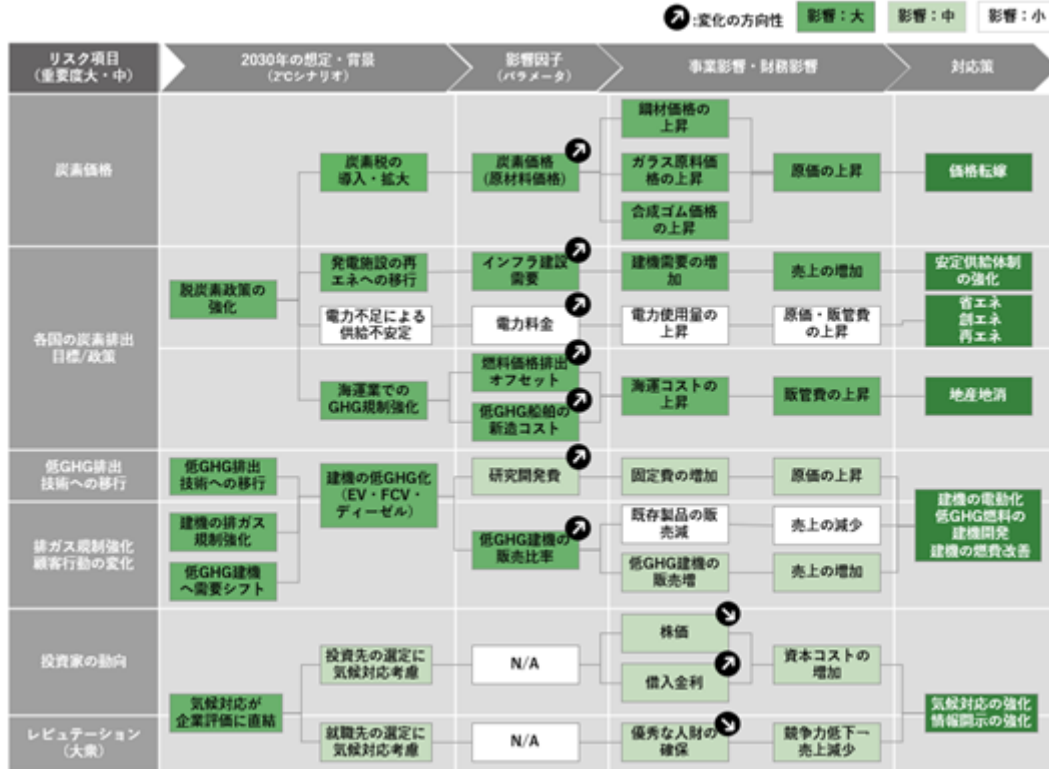 :変化の方向性
影響：大
影響：中
影響：小
リスク項目
（重要度大・中）
2030年の想定・背景
（2℃シナリオ）
影響因子
（パラメータ）
事業影響・財務影響
対応策
炭素価格
炭素税の
導入・拡大
炭素価格
（原材料価格）
鋼材価格の
上昇
ガラス原料価
格の上昇
合成ゴム価格
の上昇
原価の上昇
価格転嫁
各国の炭素排出
目標/政策
脱炭素政策の
強化
発電施設の再
エネへの移行
インフラ建設
需要
建機需要の増
加
売上の増加
安定供給体制
の強化
電力不足による
供給不安定
電力料金
電力使用量の
上昇
原価・販管費
の上昇
省エネ
創エネ
再エネ
海運業での
GHG規制強化
燃料価格排出
オフセット
低GHG船舶の
新造コスト
海運コストの
上昇
販管費の上昇
地産地消
低GHG排出
技術への移行
低GHG排出
技術への移行
建機の低GHG化
（EV・FCV・
ディーゼル）
研究開発費
固定費の増加
原価の上昇
排ガス規制強化
顧客行動の変化
建機の排ガス
規制強化
低GHG建機
へ需要シフト
低GHG建機の
販売比率
既存製品の販
売減
売上の減少
低GHG建機の
販売増
売上の増加
建機の電動化
低GHG燃料の
建機開発
建機の燃費改善
投資家の動向
気候対応が
企業評価に直結
投資先の選定に
気候対応考慮
N/A
株価
借入金利
資本コストの
増加
気候対応の強化
情報開示の強化
レピュテーション
（大衆）
就職先の選定に
気候対応考慮
N/A
優秀な人財の
確保
競争力低下→
売上減少